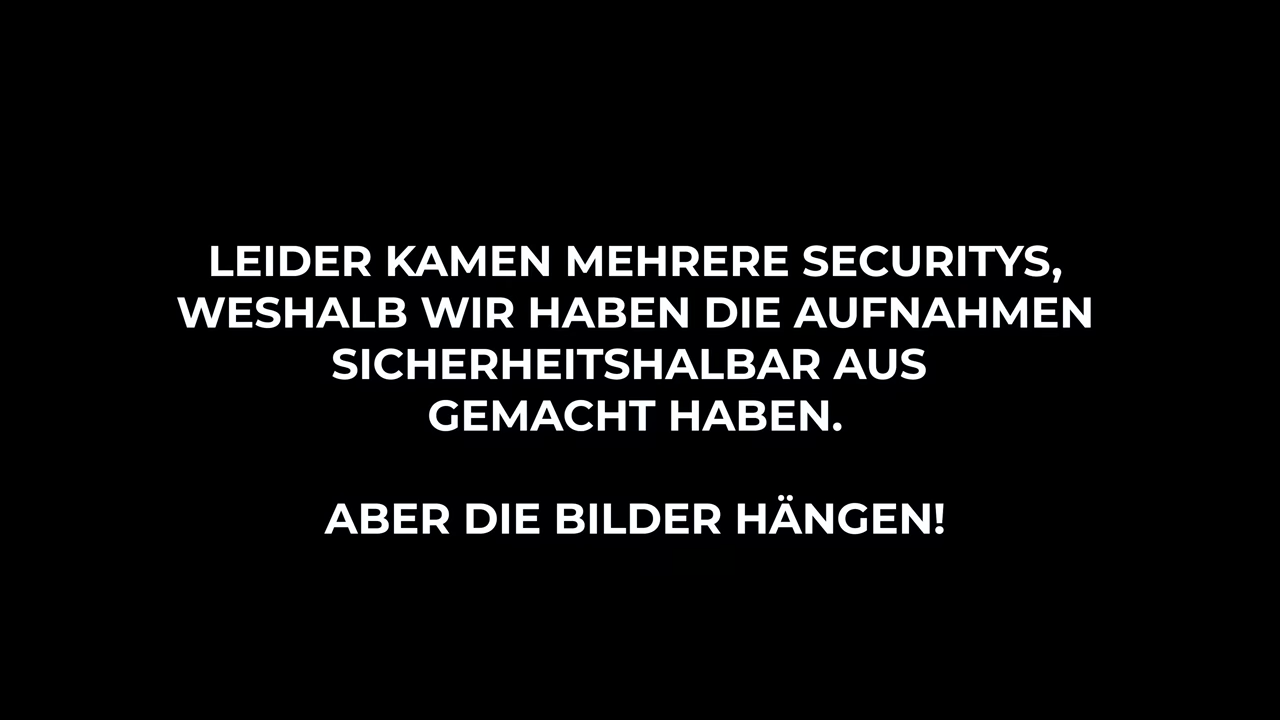 LEIDER KAMEN MEHRERE SECURITYS,
WESHALB WIR HABEN DIE AUFNAHMEN
SICHERHEITSHALBAR AUS
GEMACHT HABEN.
ABER DIE BILDER HÄNGEN!